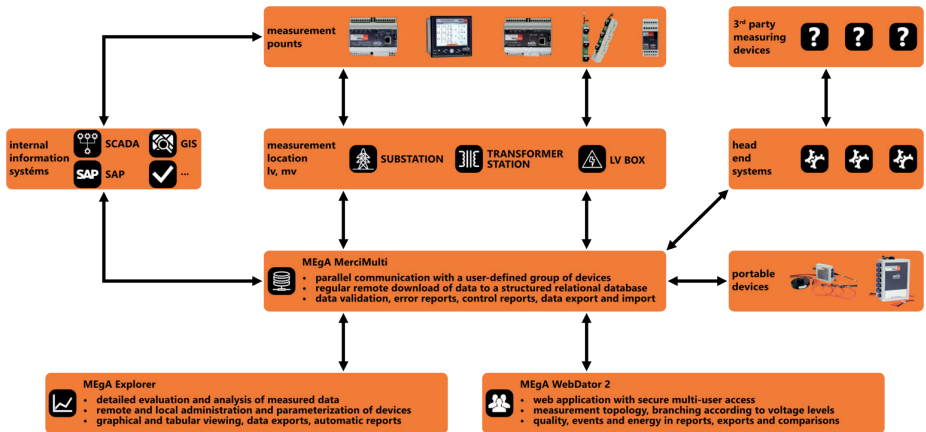 measurement
pounts
3rd party
measuring
devices
?
?
?
internal
information
systéms
SCADA
GIS
SAP
SAP
...
measurement
location
lv, mv
SUBSTATION
TRANSFORMER
STATION
LV BOX
head
end
systems
MEgA MerciMulti
• parallel communication with a user-defined group of devices
• regular remote download of data to a structured relational database
• data validation, error reports, control reports, data export and import
portable
devices
MEgA Explorer
• detailed evaluation and analysis of measured data
• remote and local administration and parameterization of devices
• graphical and tabular viewing, data exports, automatic reports
MEgA WebDator 2
• web application with secure multi-user access
• measurement topology, branching according to voltage levels
• quality, events and energy in reports, exports and comparisons